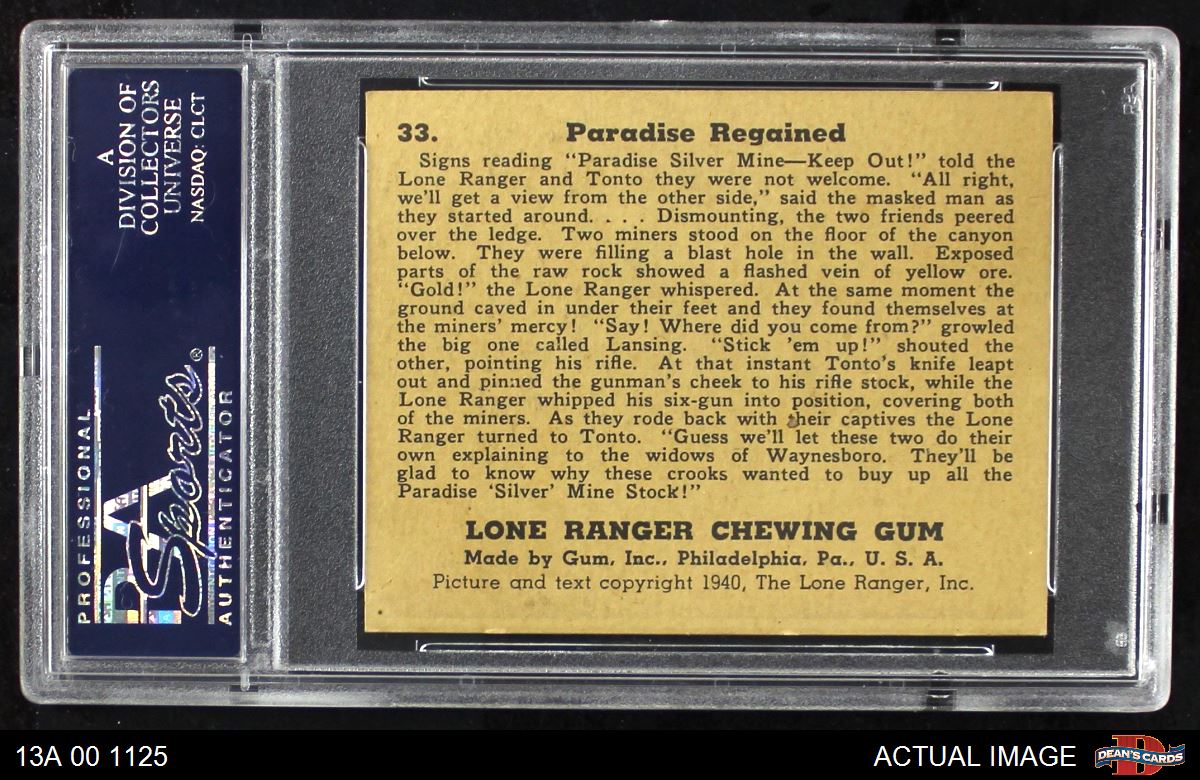 A
DIVISION OF
COLLECTORS
UNIVERSE
NASDAQ: CLCT
PROFESSIONAL
PSA
Sports®
AUTHENTICATOR
33. Paradise Regained
Signs reading “Paradise Silver Mine—Keep Out!” told the
Lone Ranger and Tonto they were not welcome. “All right,
we’ll get a view from the other side,” said the masked man as
they started around. . . . Dismounting, the two friends peered
over the ledge. Two miners stood on the floor of the canyon
below. They were filling a blast hole in the wall. Exposed
parts of the raw rock showed a flashed vein of yellow ore.
“Gold!” the Lone Ranger whispered. At the same moment the
ground caved in under their feet and they found themselves at
the miners’ mercy! “Say! Where did you come from?” growled
the big one called Lansing. “Stick ’em up!” shouted the
other, pointing his rifle. At that instant Tonto’s knife leapt
out and pinned the gunman’s cheek to his rifle stock, while the
Lone Ranger whipped his six-gun into position, covering both
of the miners. As they rode back with their captives the Lone
Ranger turned to Tonto. “Guess we’ll let these two do their
own explaining to the widows of Waynesboro. They’ll be
glad to know why these crooks wanted to buy up all the
Paradise ‘Silver’ Mine Stock!”
LONE RANGER CHEWING GUM
Made by Gum, Inc., Philadelphia, Pa., U. S. A.
Picture and text copyright 1940, The Lone Ranger, Inc.
13A 00 1125
ACTUAL IMAGE
DEAN'S CARDS